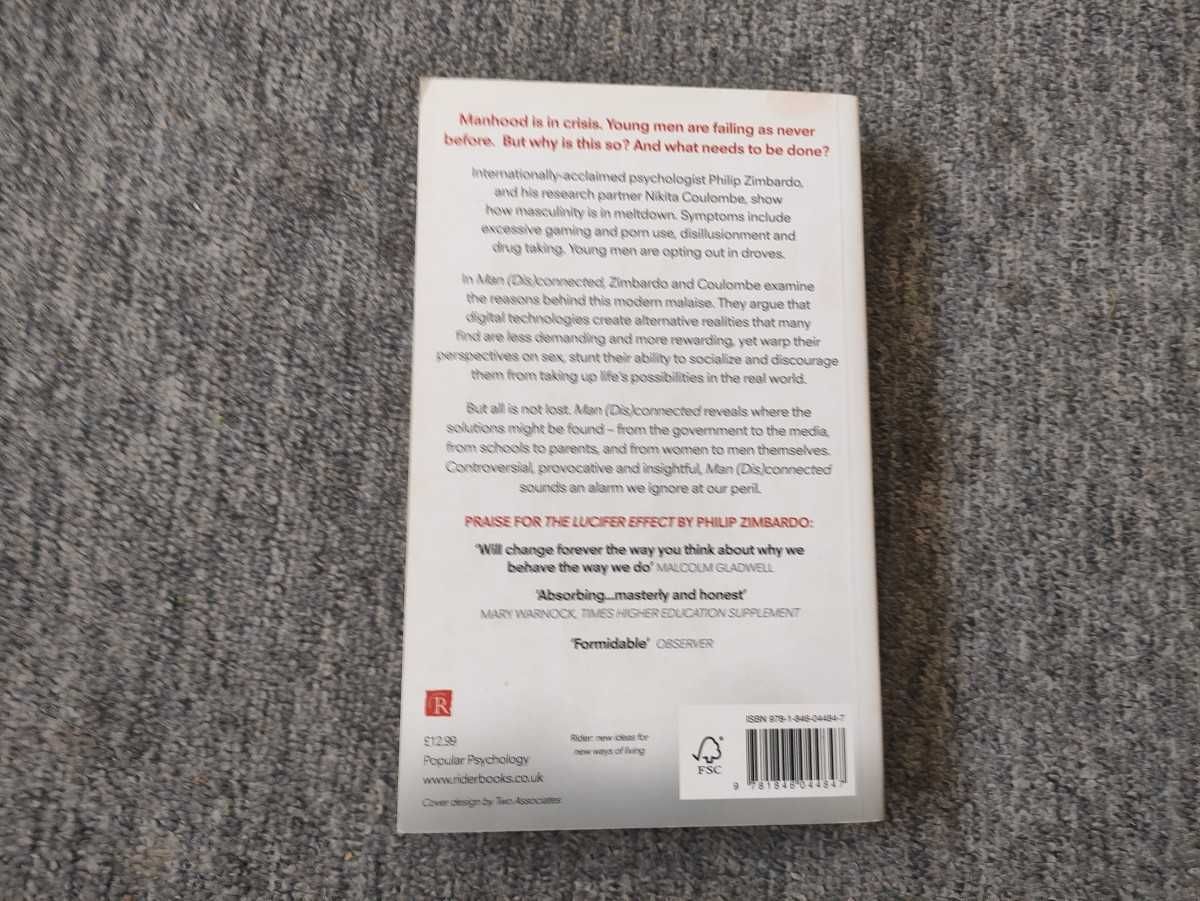 Manhood is in crisis. Young men are failing as never
before. But why is this so? And what needs to be done?
Internationally-acclaimed psychologist Philip Zimbardo,
and his research partner Nikita Coulombe, show
how masculinity is in meltdown. Symptoms include
excessive gaming and porn use, disillusionment and
drug taking. Young men are opting out in droves.
In Man (Dis)connected, Zimbardo and Coulombe examine
the reasons behind this modern malaise. They argue that
digital technologies create alternative realities that many
find are less demanding and more rewarding, yet warp their
perspectives on sex, stunt their ability to socialize and discourage
them from taking up life's possibilities in the real world.
But all is not lost. Man (Dis)connected reveals where the
solutions might be found – from the government to the media,
from schools to parents, and from women to men themselves.
Controversial, provocative and insightful, Man (Dis)connected
sounds an alarm we ignore at our peril.
PRAISE FOR THE LUCIFER EFFECT BY PHILIP ZIMBARDO:
'Will change forever the way you think about why we
behave the way we do' MALCOLM GLADWELL
'Absorbing...masterly and honest'
MARY WARNOCK, TIMES HIGHER EDUCATION SUPPLEMENT
'Formidable' OBSERVER
R
£12.99
Popular Psychology
www.riderbooks.co.uk
Cover design by Two Associates
Rider: new ideas for
new ways of living
FSC
ISBN 978-1-846-04484-7
9 781846 044847